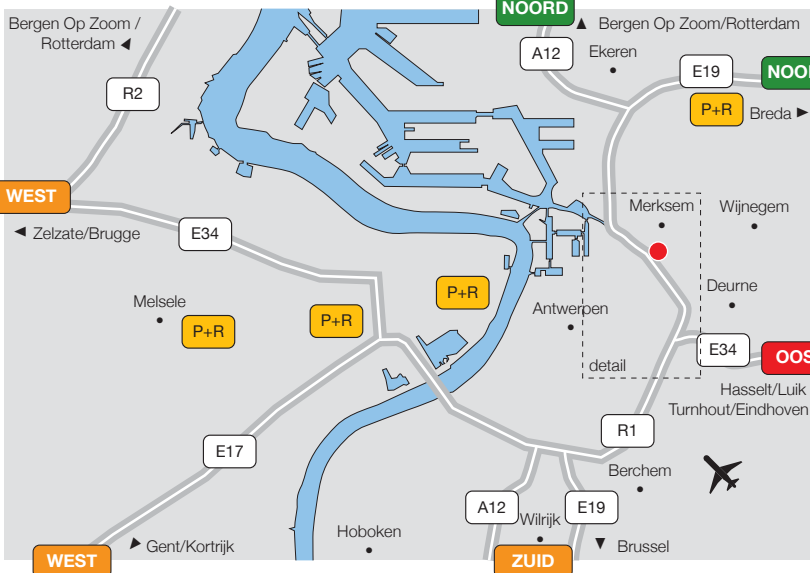 NOORD
Bergen Op Zoom /
Rotterdam
Bergen Op Zoom/Rotterdam
A12
Ekeren
E19
NOO
R2
P+R
Breda
WEST
Merksem
Wijnegem
Zelzate/Brugge
E34
P+R
Deurne
Melsele
P+R
P+R
Antwerpen
E34
OOS
detail
Hasselt/Luik
Turnhout/Eindhoven
R1
E17
Berchem
A12
E19
Wilrijk
Hoboken
Gent/Kortrijk
Brussel
WEST
ZUID